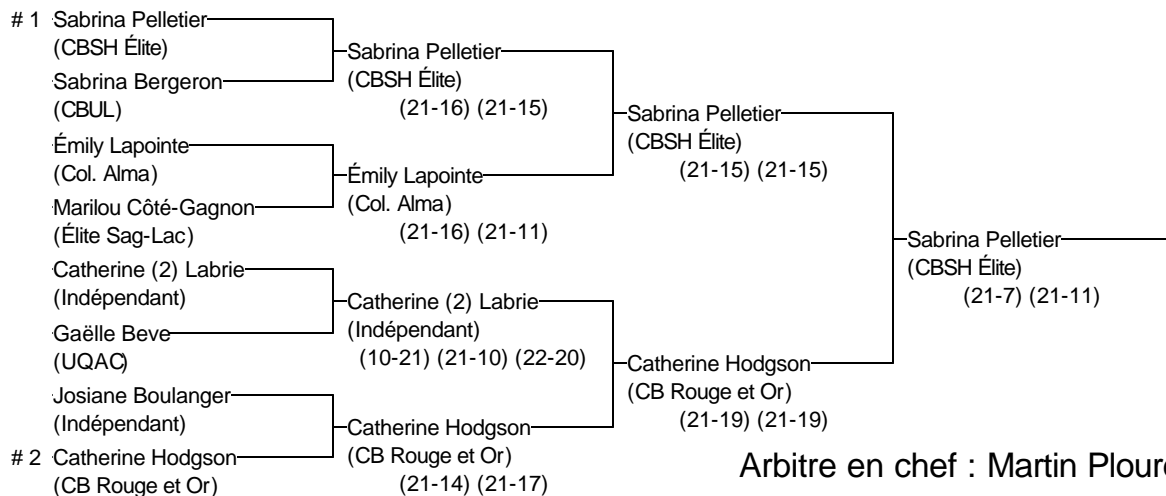 # 1 Sabrina Pelletier
(CBSH Élite)
Sabrina Bergeron
(CBUL)
Émily Lapointe
(Col. Alma)
Marilou Côté-Gagnon
(Élite Sag-Lac)
Catherine (2) Labrie
(Indépendant)
Gaëlle Beve
(UQAC)
Josiane Boulanger
(Indépendant)
# 2 Catherine Hodgson
(CB Rouge et Or)
Sabrina Pelletier
(CBSH Élite)
(21-16) (21-15)
Émily Lapointe
(Col. Alma)
(21-16) (21-11)
Catherine (2) Labrie
(Indépendant)
(10-21) (21-10) (22-20)
Catherine Hodgson
(CB Rouge et Or)
(21-14) (21-17)
Sabrina Pelletier
(CBSH Élite)
(21-15) (21-15)
Catherine Hodgson
(CB Rouge et Or)
(21-19) (21-19)
Sabrina Pelletier
(CBSH Élite)
(21-7) (21-11)
Arbitre en chef : Martin